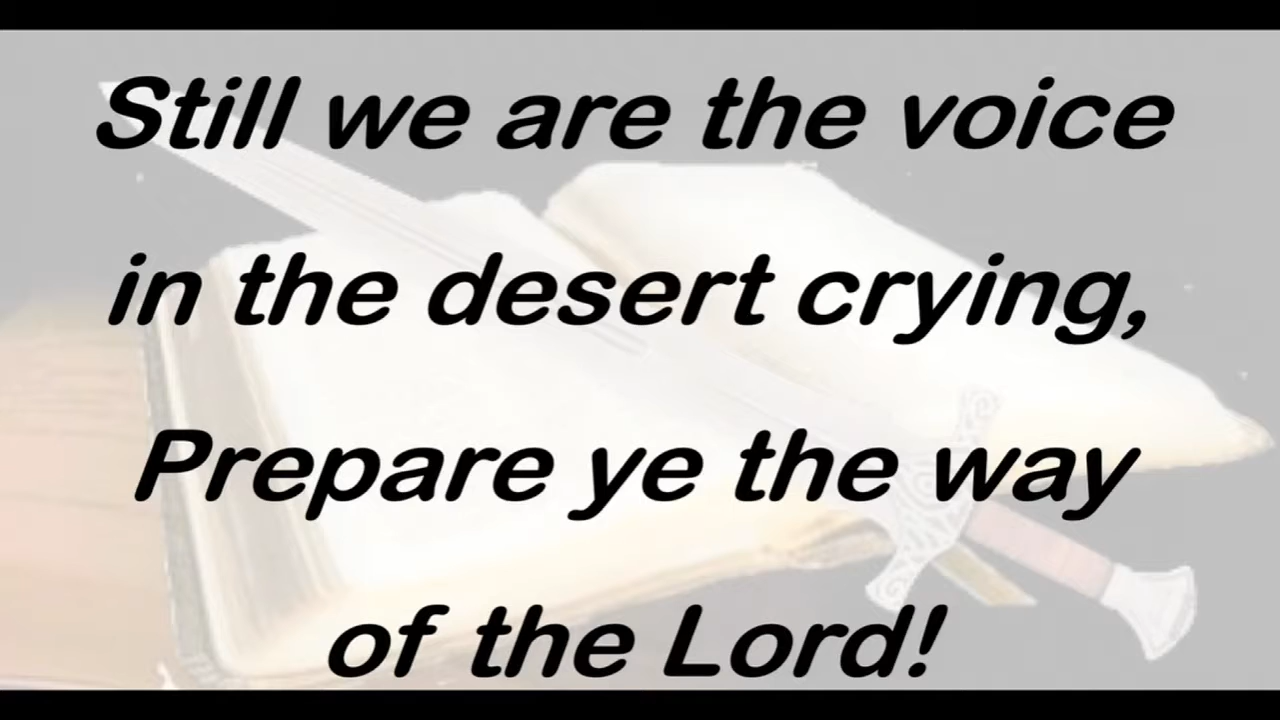 Still we are the voice
in the desert crying,
Prepare ye the way
of the Lord!